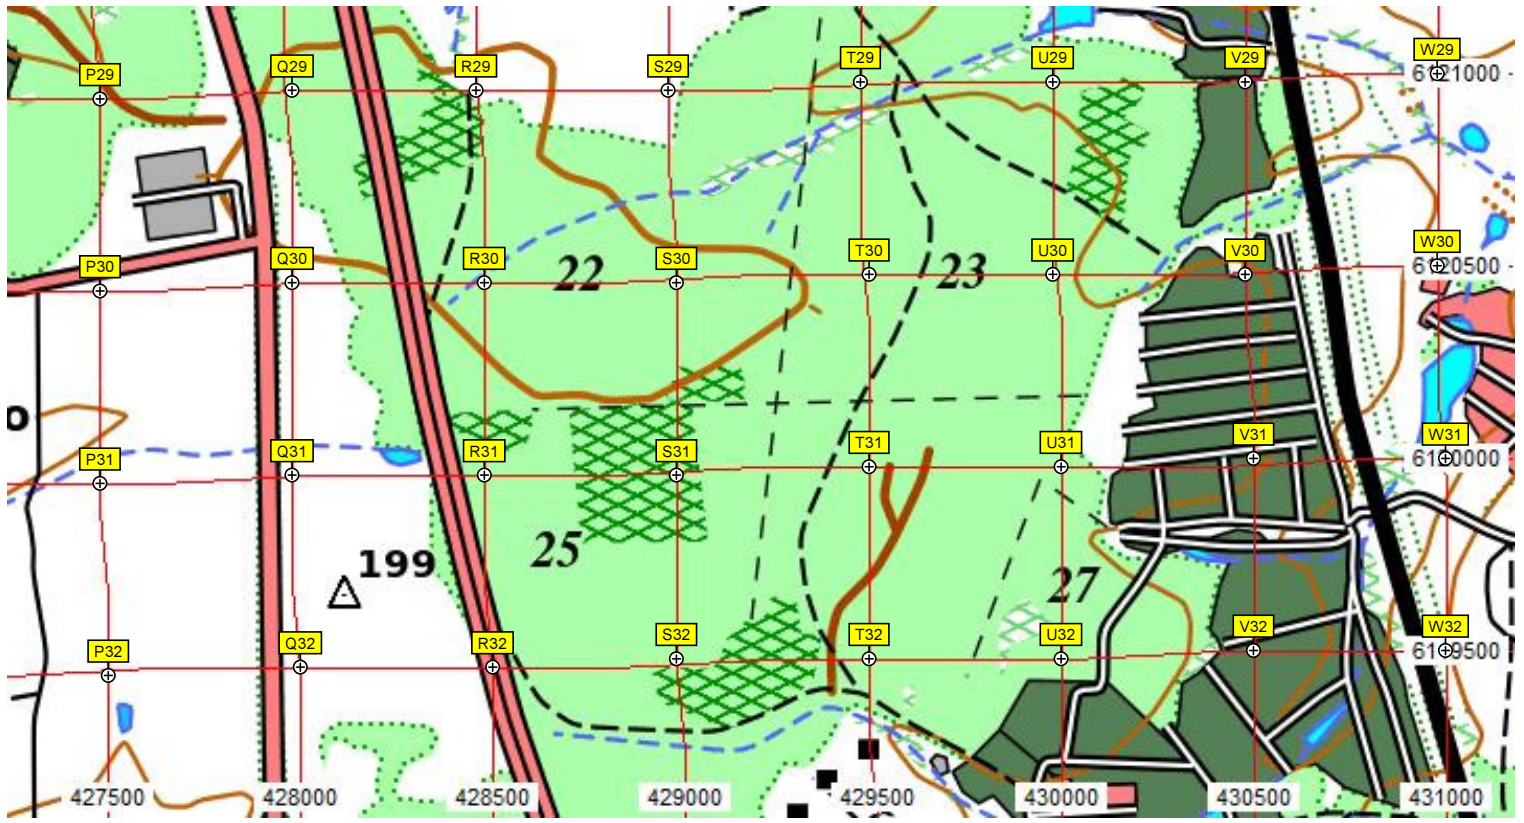 P29 Q29 R29 S29 T29 U29 V29 W29
6121000
P30 Q30 R30 S30 T30 U30 V30 W30
22 23
6120500
o
P31 Q31 R31 S31 T31 U31 V31 W31
6120000
25
199
27
P32 Q32 R32 S32 T32 U32 V32 W32
6119500
427500 428000 428500 429000 429500 430000 430500 431000